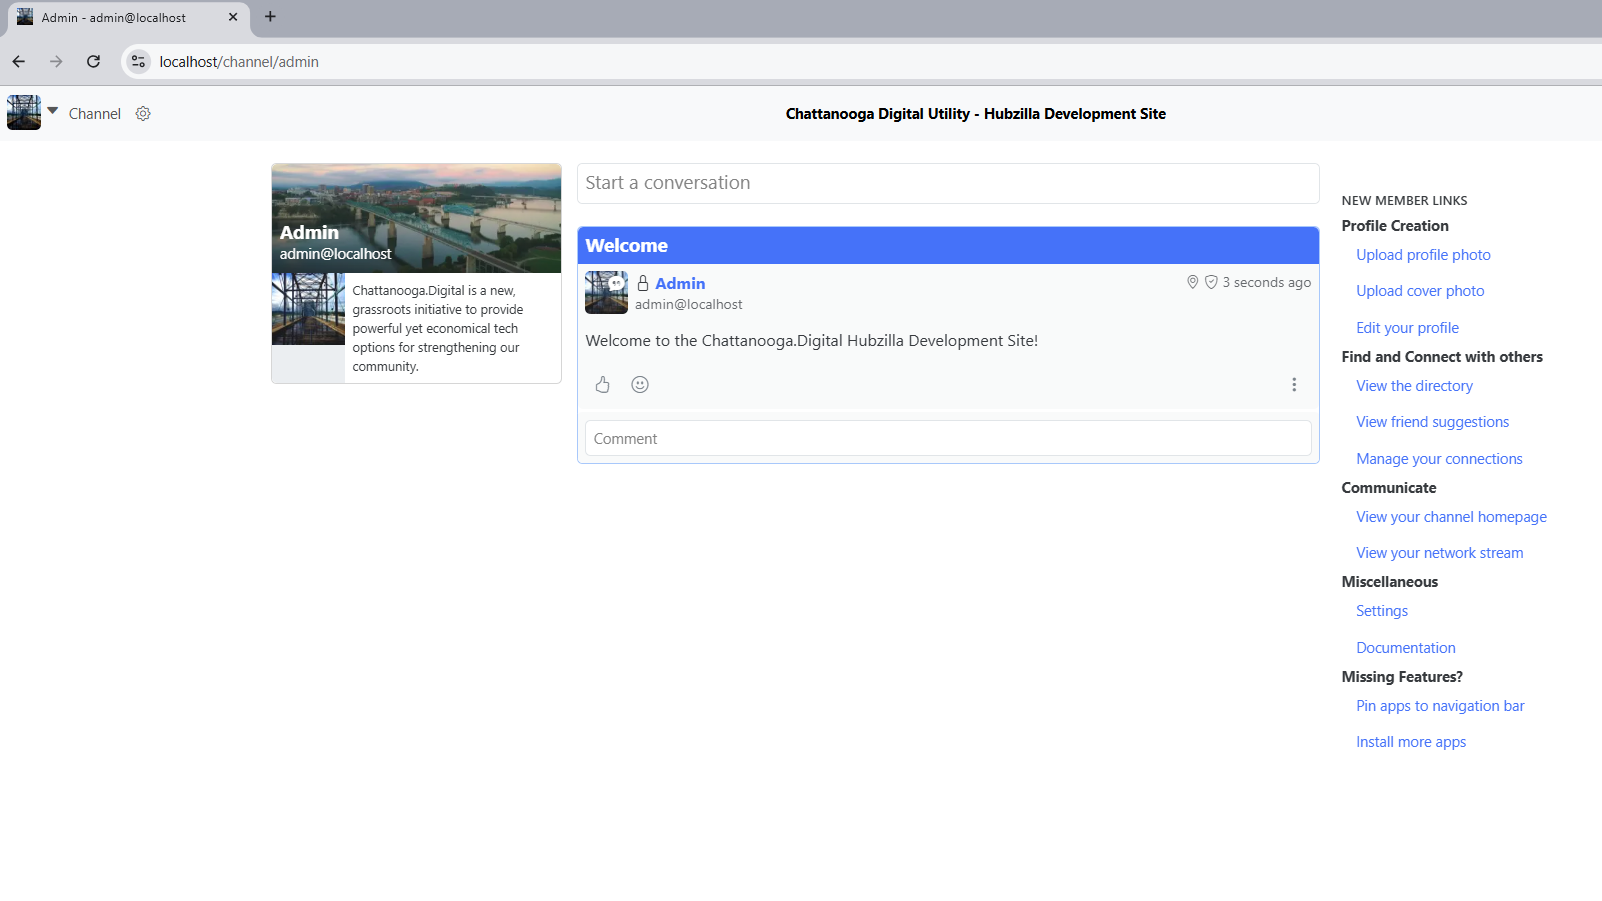 Admin - admin@localhost
localhost/channel/admin
Channel
Chattanooga Digital Utility - Hubzilla Development Site
Admin
admin@localhost
Chattanooga.Digital is a new,
grassroots initiative to provide
powerful yet economical tech
options for strengthening our
community.
Start a conversation
Welcome
Admin
3 seconds ago
admin@localhost
Welcome to the Chattanooga.Digital Hubzilla Development Site!
Comment
NEW MEMBER LINKS
Profile Creation
Upload profile photo
Upload cover photo
Edit your profile
Find and Connect with others
View the directory
View friend suggestions
Manage your connections
Communicate
View your channel homepage
View your network stream
Miscellaneous
Settings
Documentation
Missing Features?
Pin apps to navigation bar
Install more apps